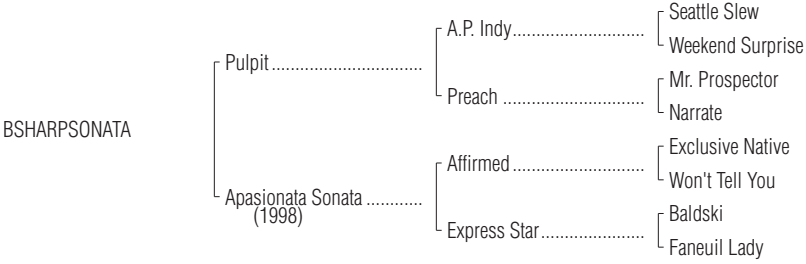 Seattle Slew
A.P. Indy
Weekend Surprise
Pulpit
Mr. Prospector
Preach
Narrate
BSHARPSONATA
Exclusive Native
Affirmed
Won't Tell You
Apasionata Sonata
(1998)
Baldski
Express Star
Faneuil Lady